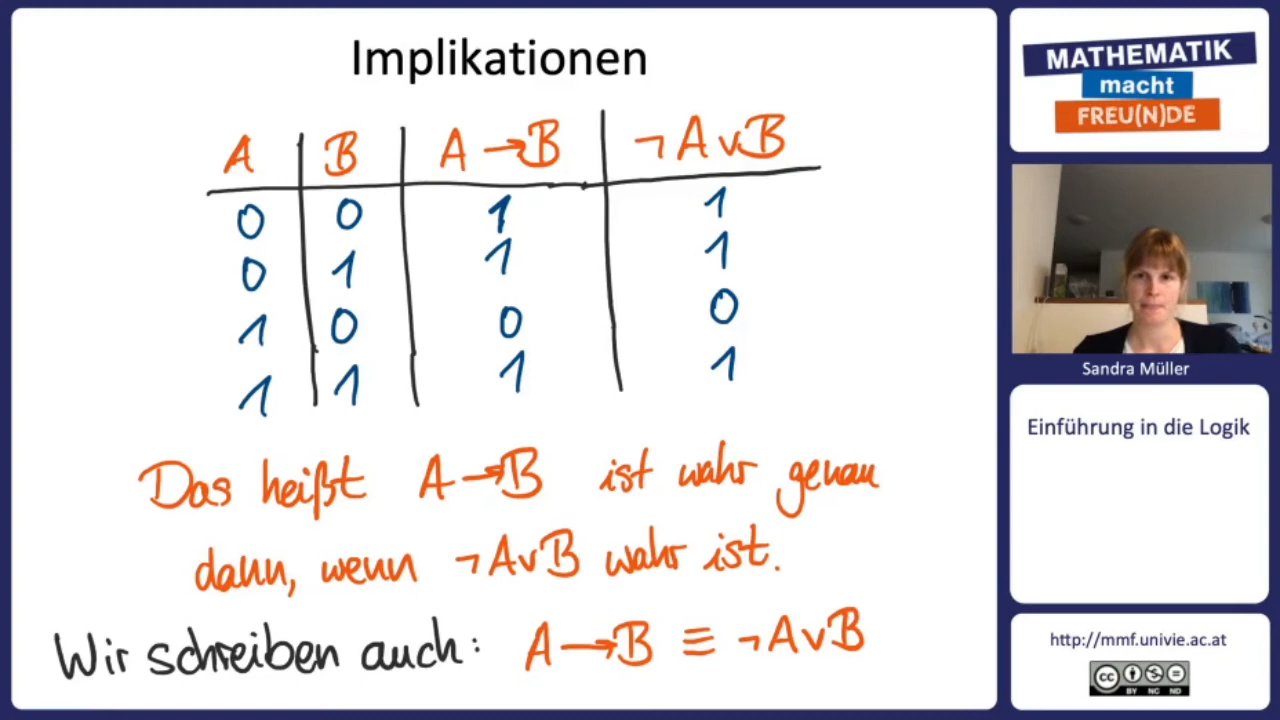 Implikationen
A B A → B ¬A∨B
0 0 1 1
0 1 1 1
1 0 0 0
1 1 1 1
Das heißt A → B ist wahr genau
dann, wenn ¬A∨B wahr ist.
Wir schreiben auch: A → B ≡ ¬A∨B
MATHEMATIK
macht
FREU(N)DE
Sandra Müller
Einführung in die Logik
http://mmf.univie.ac.at
cc
BY NC ND